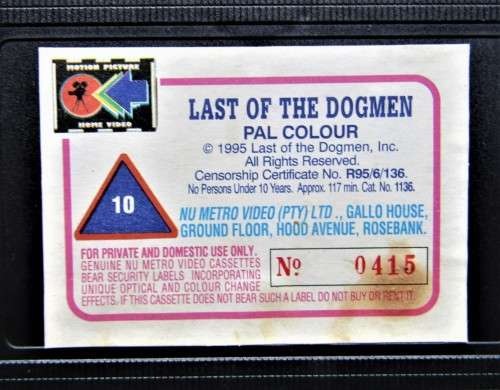 MOTION PICTURE
HOME VIDEO
LAST OF THE DOGMEN
PAL COLOUR
© 1995 Last of the Dogmen, Inc.
All Rights Reserved.
Censorship Certificate No. R95/6/136.
No Persons Under 10 Years. Approx. 117 min. Cat. No. 1136.
10
NU METRO VIDEO (PTY) LTD ., GALLO HOUSE,
GROUND FLOOR, HOOD AVENUE, ROSEBANK.
FOR PRIVATE AND DOMESTIC USE ONLY.
GENUINE NU METRO VIDEO CASSETTES
BEAR SECURITY LABELS INCORPORATING
UNIQUE OPTICAL AND COLOUR CHANGE
EFFECTS. IF THIS CASSETTE DOES NOT BEAR SUCH A LABEL DO NOT BUY OR RENT IT.
No 0415